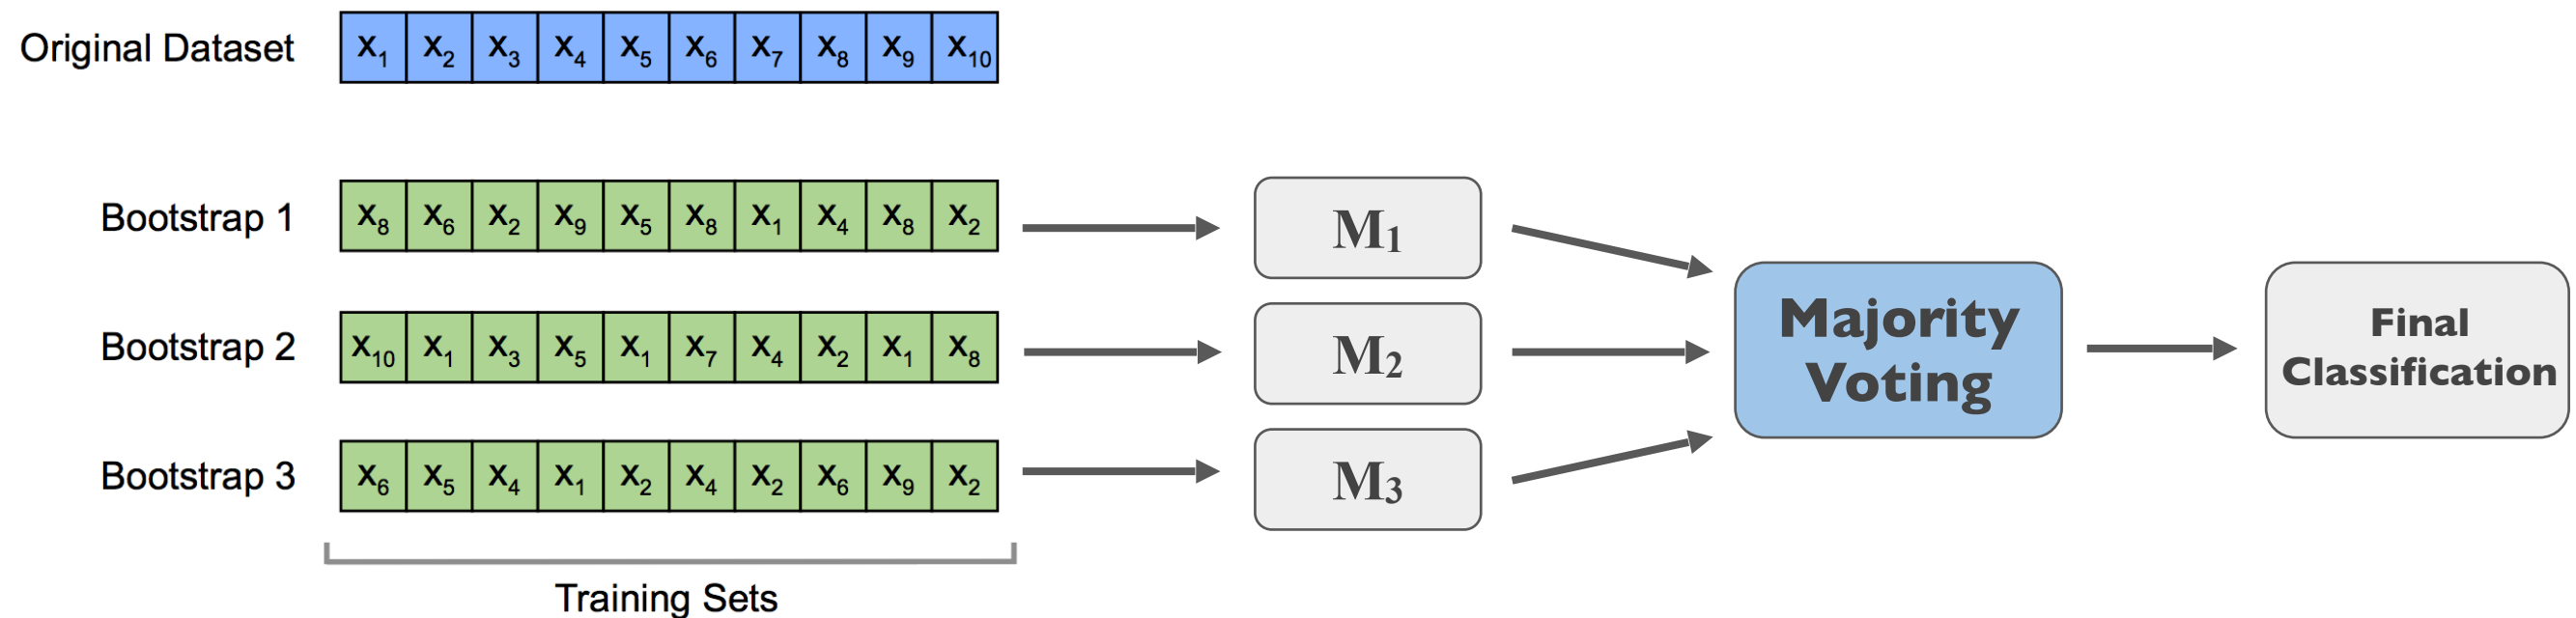 Original Dataset x₁ x₂ x₃ x₄ x₅ x₆ x₇ x₈ x₉ x₁₀
Bootstrap 1 x₈ x₆ x₂ x₉ x₅ x₈ x₁ x₄ x₈ x₂
M₁
Bootstrap 2 x₁₀ x₁ x₃ x₅ x₁ x₇ x₄ x₂ x₁ x₈
M₂
Bootstrap 3 x₆ x₅ x₄ x₁ x₂ x₄ x₂ x₆ x₉ x₂
M₃
Training Sets
Majority
Voting
Final
Classification